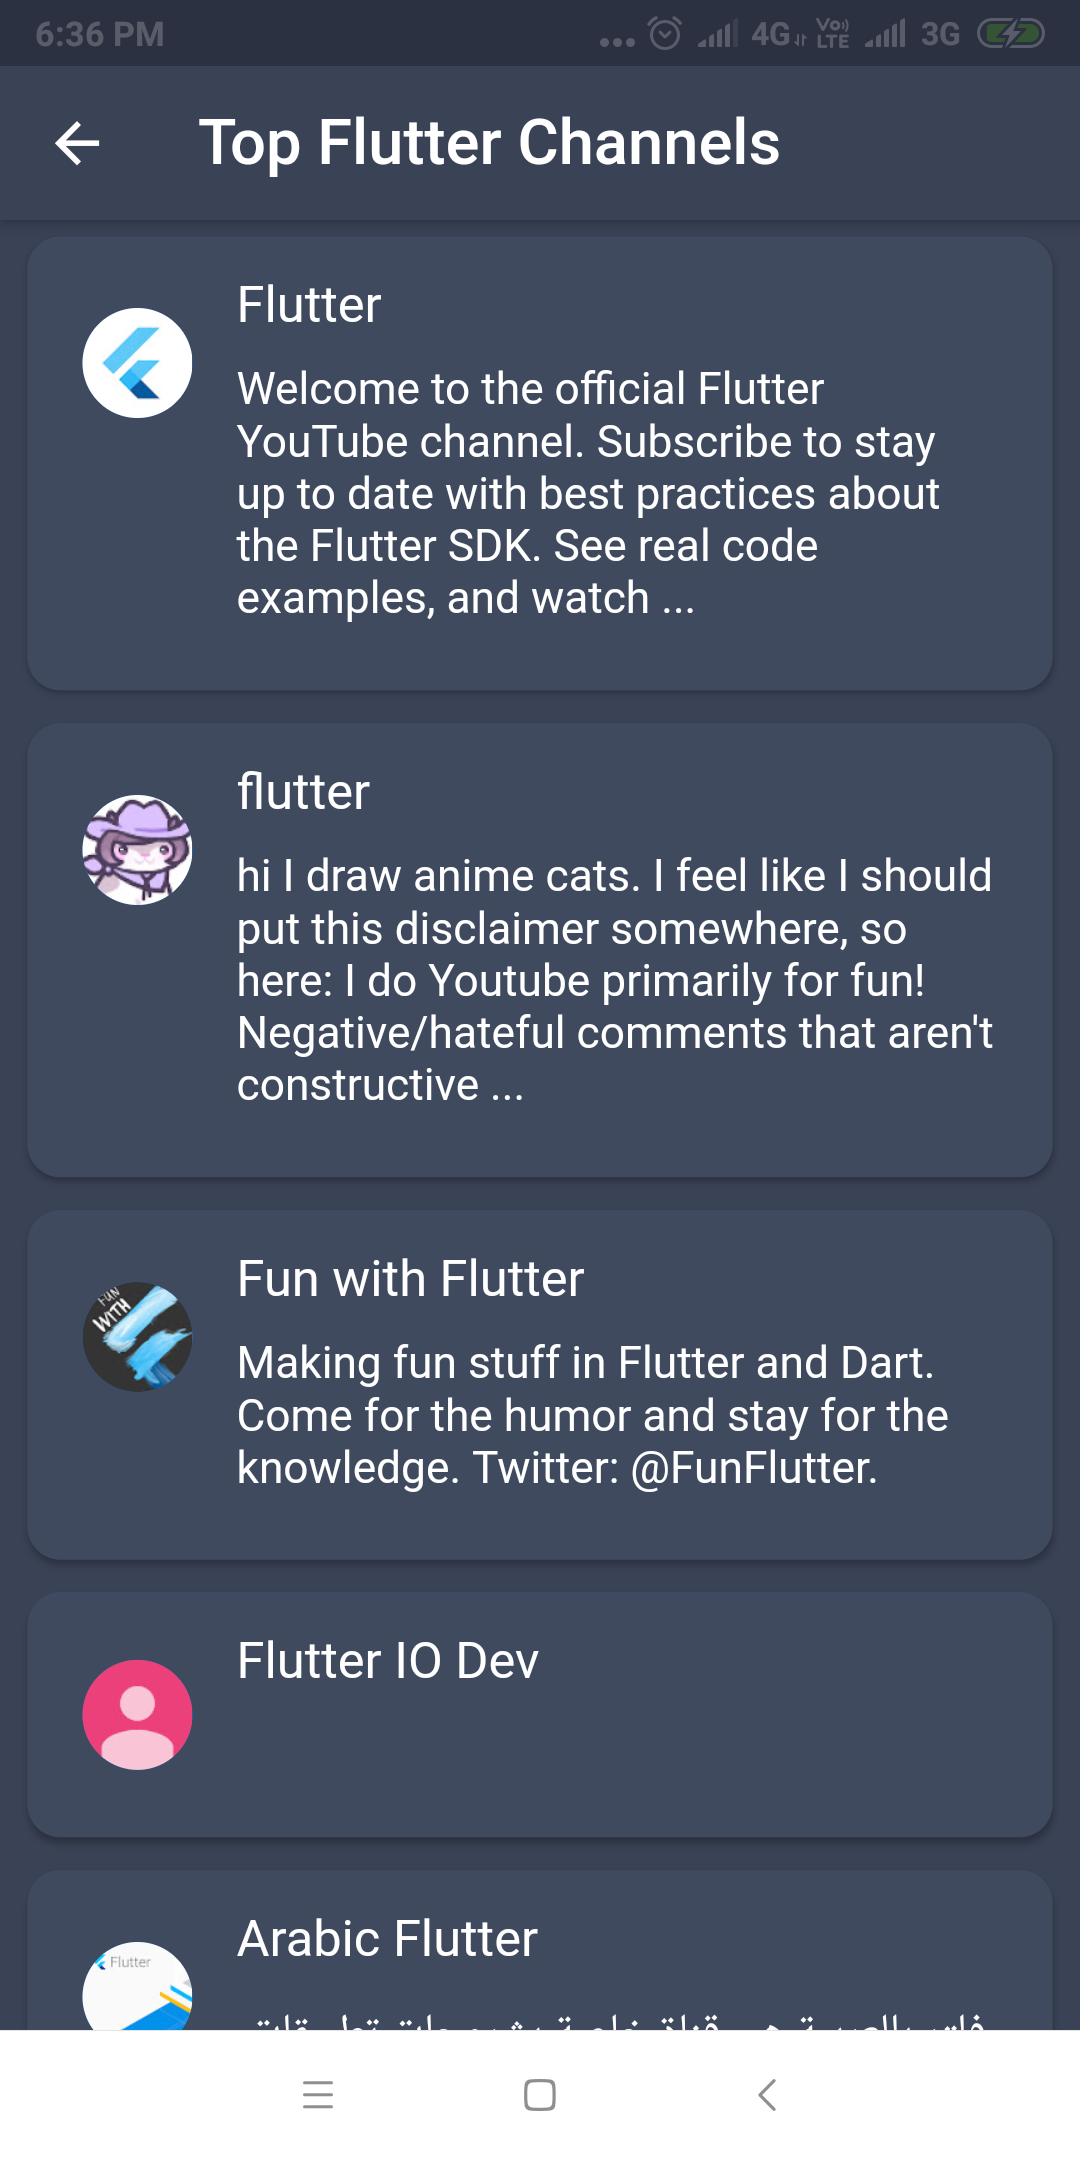 6:36 PM
... 4G Vo)) LTE 3G
Top Flutter Channels
Flutter
Welcome to the official Flutter
YouTube channel. Subscribe to stay
up to date with best practices about
the Flutter SDK. See real code
examples, and watch ...
flutter
hi I draw anime cats. I feel like I should
put this disclaimer somewhere, so
here: I do Youtube primarily for fun!
Negative/hateful comments that aren't
constructive ...
FUN
WITH
Fun with Flutter
Making fun stuff in Flutter and Dart.
Come for the humor and stay for the
knowledge. Twitter: @FunFlutter.
Flutter IO Dev
Arabic Flutter
Flutter